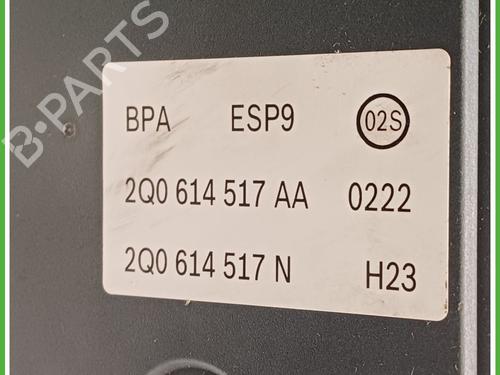 B-PARTS
BPA ESP9 02S
2Q0 614 517 AA 0222
2Q0 614 517 N H23